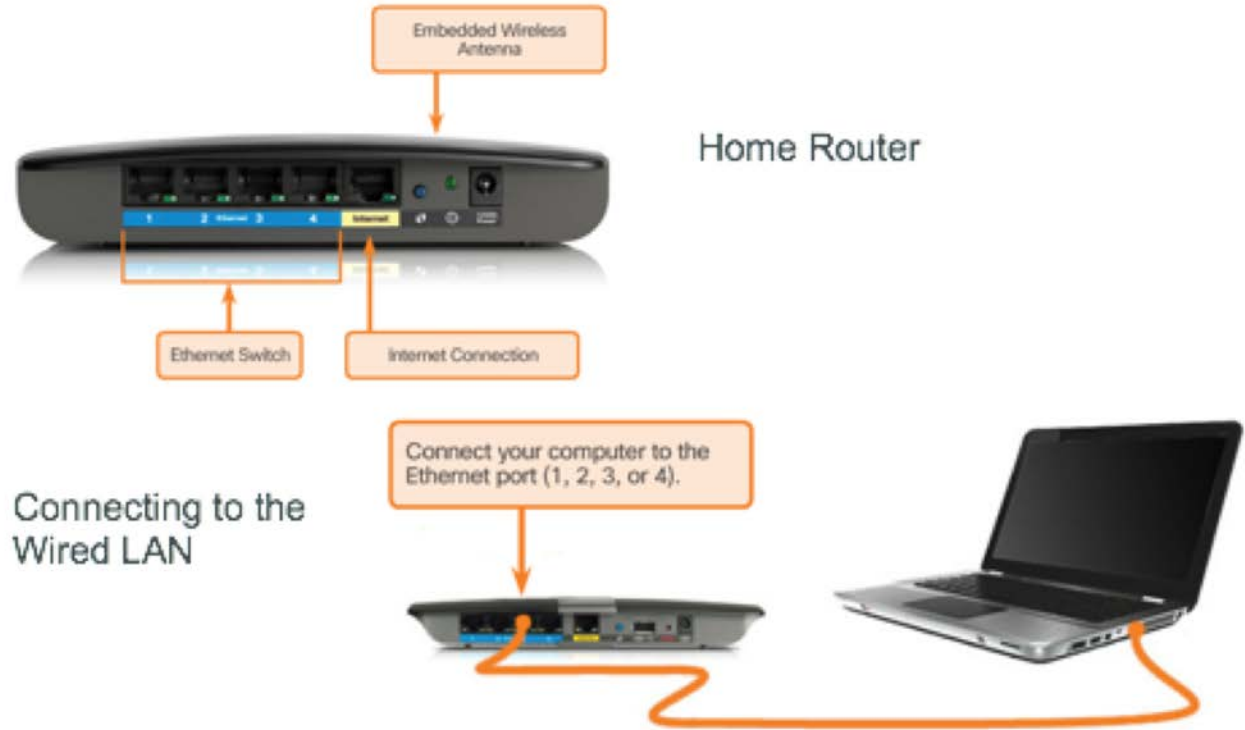 Embedded Wireless
Antenna
Home Router
1 2 Ethernet 3 4 Internet
Ethernet Switch
Internet Connection
Connect your computer to the
Ethernet port (1, 2, 3, or 4).
Connecting to the
Wired LAN